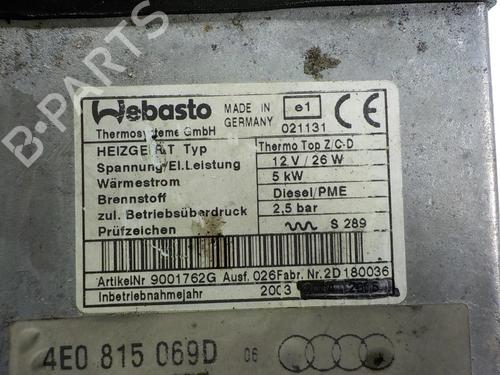 B-PARTS
Webasto MADE IN GERMANY e1 CE
Thermosysteme GmbH 021131
HEIZGERÄT Typ Thermo Top Z/C-D
Spannung/El.Leistung 12 V / 26 W
Wärmestrom 5 kW
Brennstoff Diesel/PME
zul. Betriebsüberdruck 2,5 bar
Prüfzeichen S 289
ArtikelNr 9001762G Ausf. 026 Fabr. Nr. 2D180036
Inbetriebnahmejahr 2003
4E0 815 069D 06